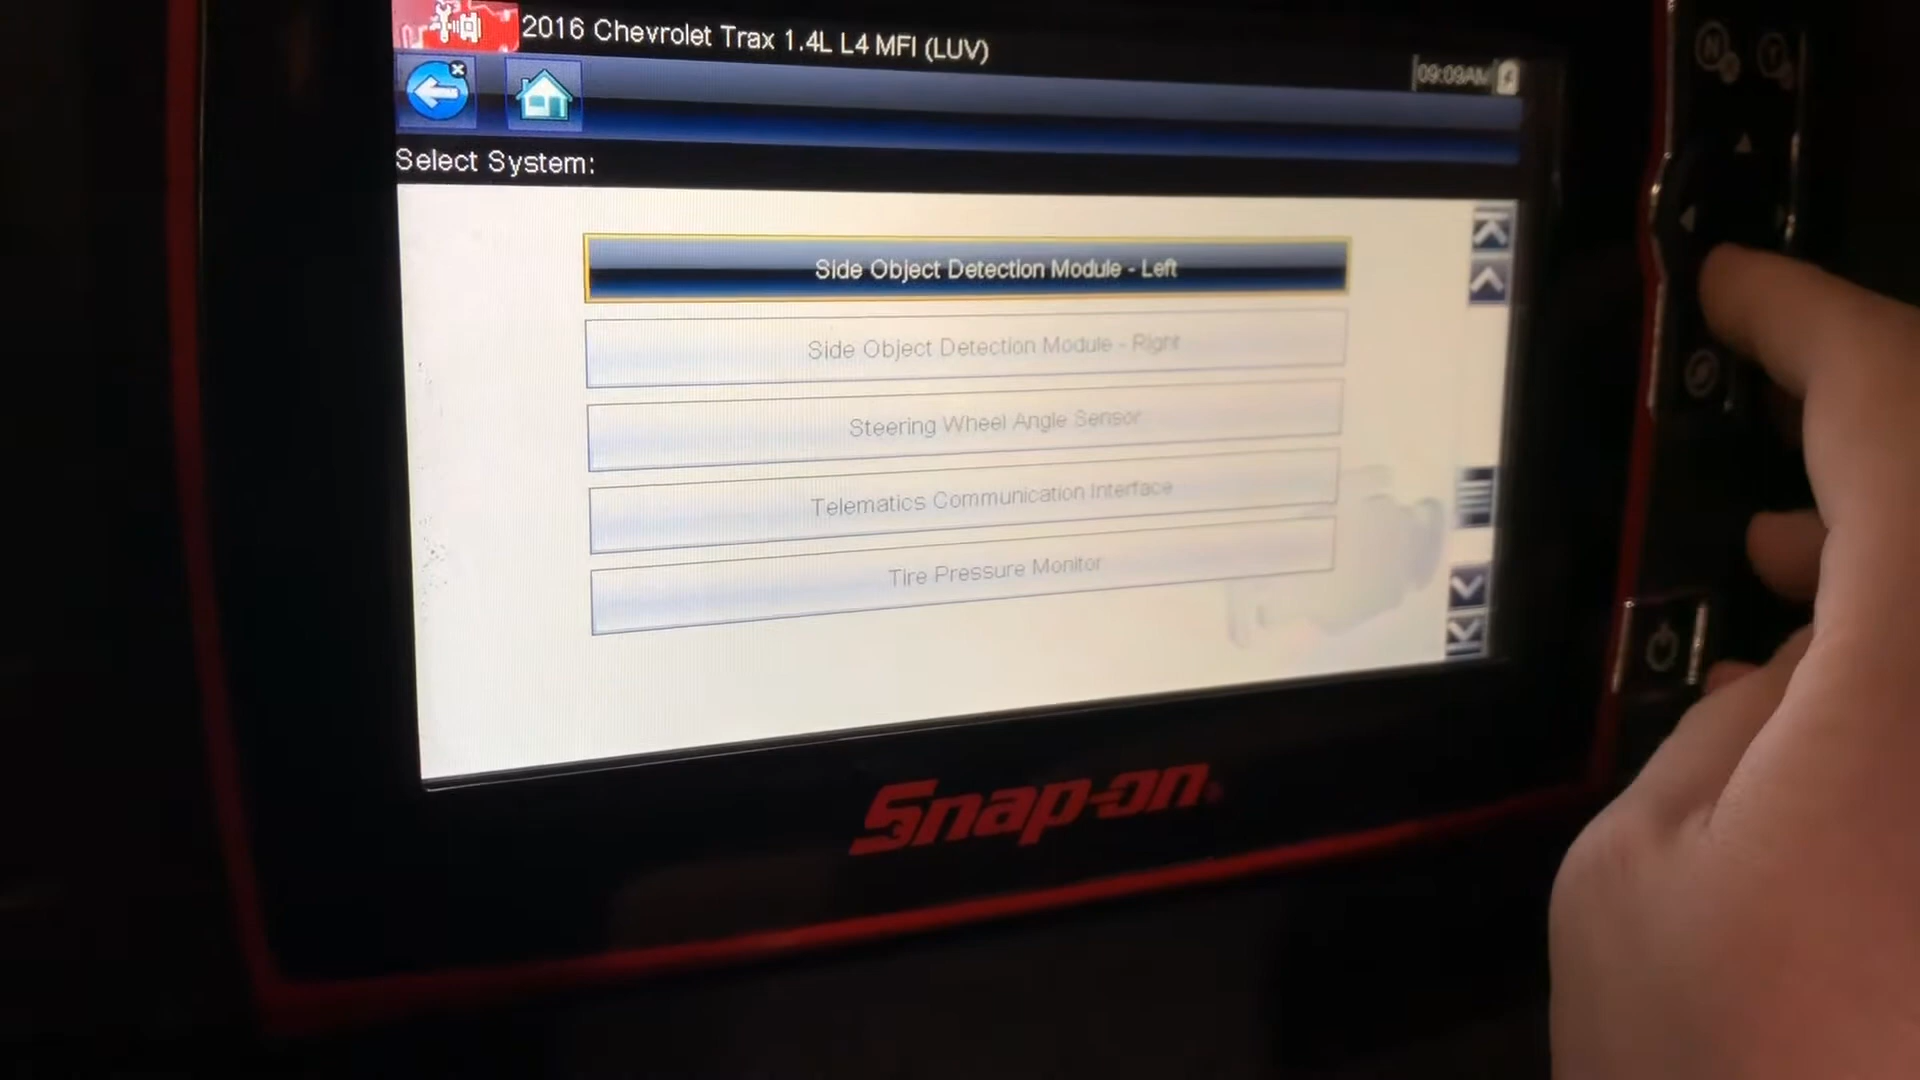 2016 Chevrolet Trax 1.4L L4 MFI (LUV)
09:09AM
Select System:
Side Object Detection Module - Left
Side Object Detection Module - Right
Steering Wheel Angle Sensor
Telematics Communication Interface
Tire Pressure Monitor
N
Y
Snap-on